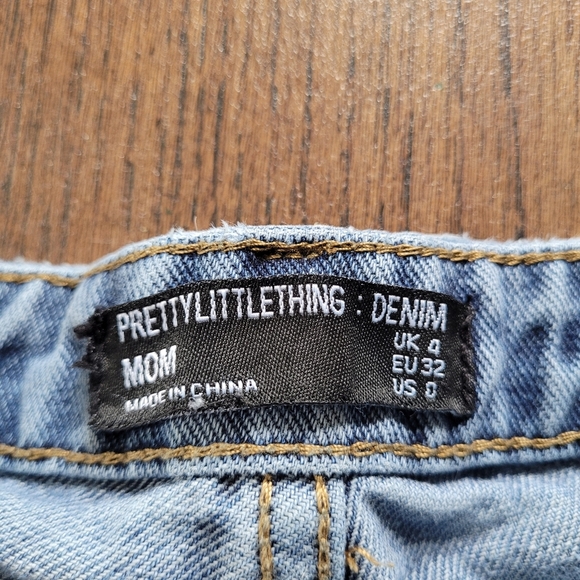 PRETTYLITTLETHING : DENIM
MOM
MADE IN CHINA
UK 4
EU 32
US 0